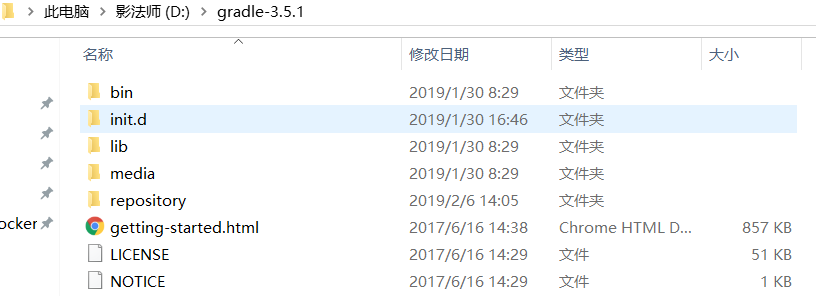 此电脑 > 影法师 (D:) > gradle-3.5.1
名称 修改日期 类型 大小
bin 2019/1/30 8:29 文件夹
init.d 2019/1/30 16:46 文件夹
lib 2019/1/30 8:29 文件夹
media 2019/1/30 8:29 文件夹
repository 2019/2/6 14:05 文件夹
ocker getting-started.html 2017/6/16 14:38 Chrome HTML D... 857 KB
LICENSE 2017/6/16 14:29 文件 51 KB
NOTICE 2017/6/16 14:29 文件 1 KB